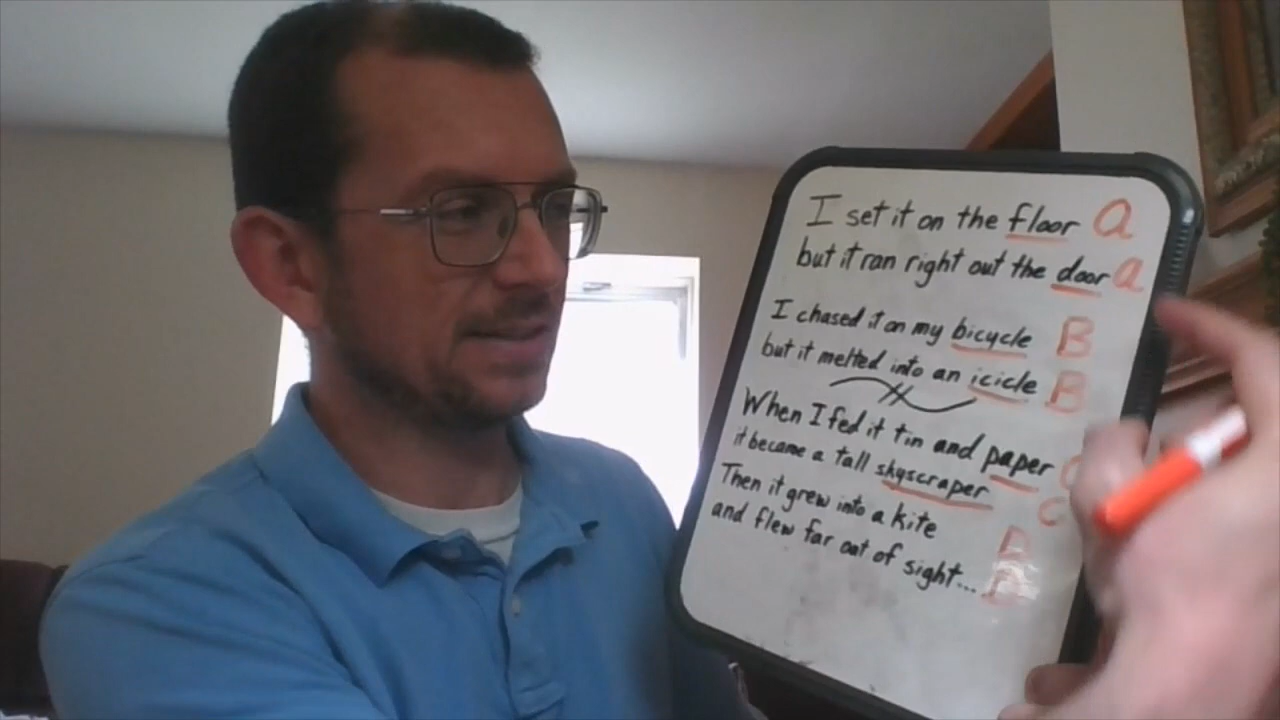 I set it on the floor a
but it ran right out the door a
I chased it on my bicycle B
but it melted into an icicle B
When I fed it tin and paper C
it became a tall skyscraper C
Then it grew into a kite D
and flew far out of sight... D